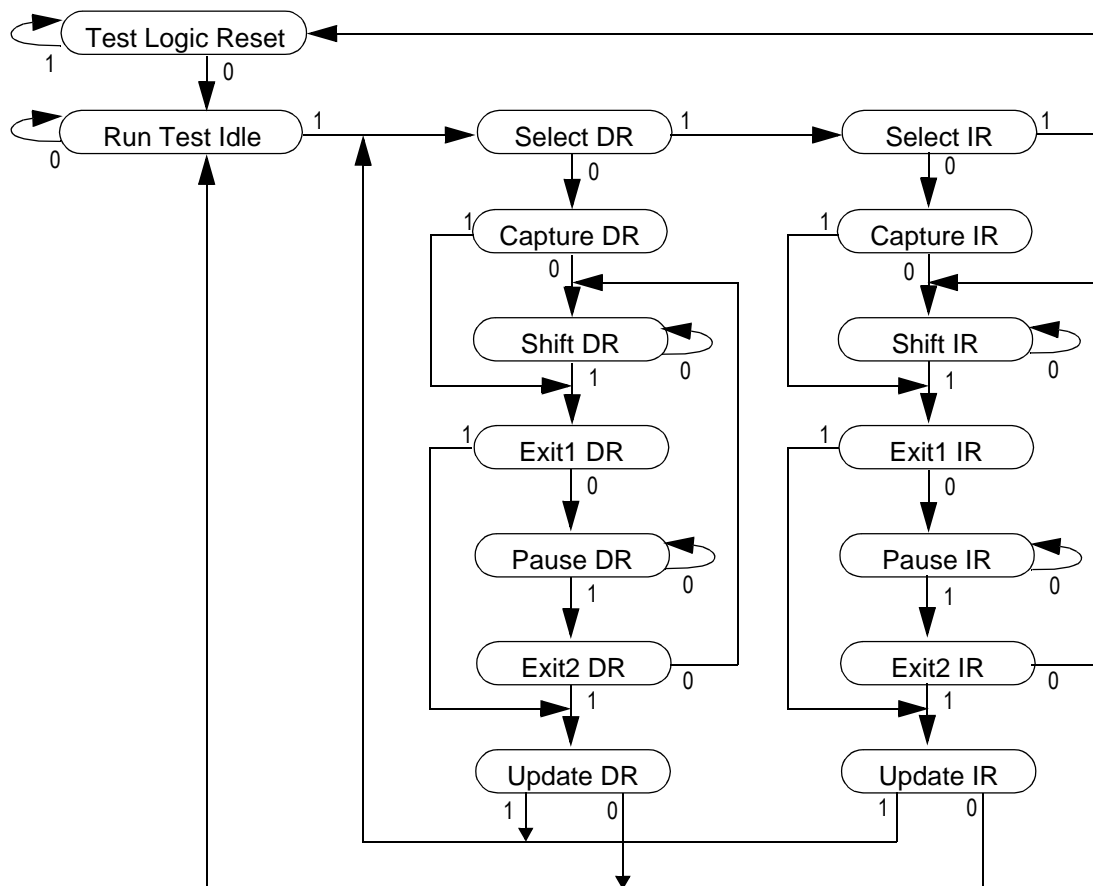 Test Logic Reset
1
0
Run Test Idle
1
Select DR
1
Select IR
1
0
0
0
1
Capture DR
1
Capture IR
0
0
Shift DR
Shift IR
0
0
1
1
1
Exit1 DR
1
Exit1 IR
0
0
Pause DR
Pause IR
0
0
1
1
Exit2 DR
Exit2 IR
0
0
1
1
Update DR
Update IR
1
0
1
0